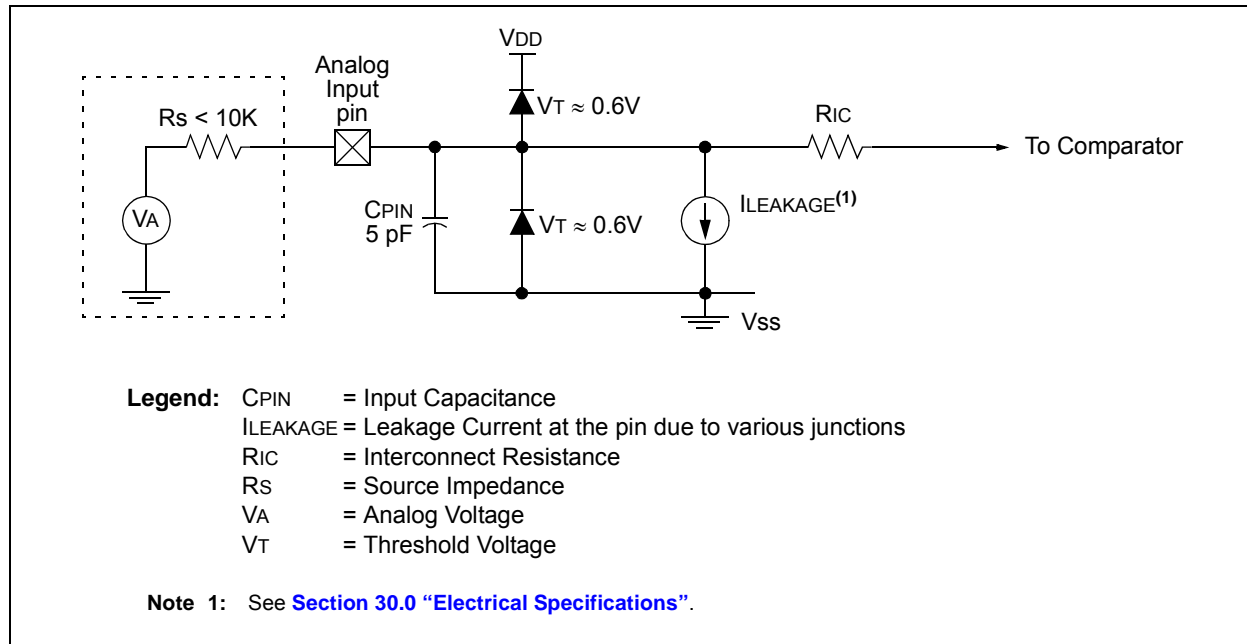 VDD
Analog
Input
pin
Rs < 10K
VT ≈ 0.6V
RIC
To Comparator
VA
CPIN
5 pF
VT ≈ 0.6V
ILEAKAGE(1)
Vss
Legend: CPIN = Input Capacitance
ILEAKAGE = Leakage Current at the pin due to various junctions
RIC = Interconnect Resistance
RS = Source Impedance
VA = Analog Voltage
VT = Threshold Voltage
Note 1: See Section 30.0 “Electrical Specifications”.